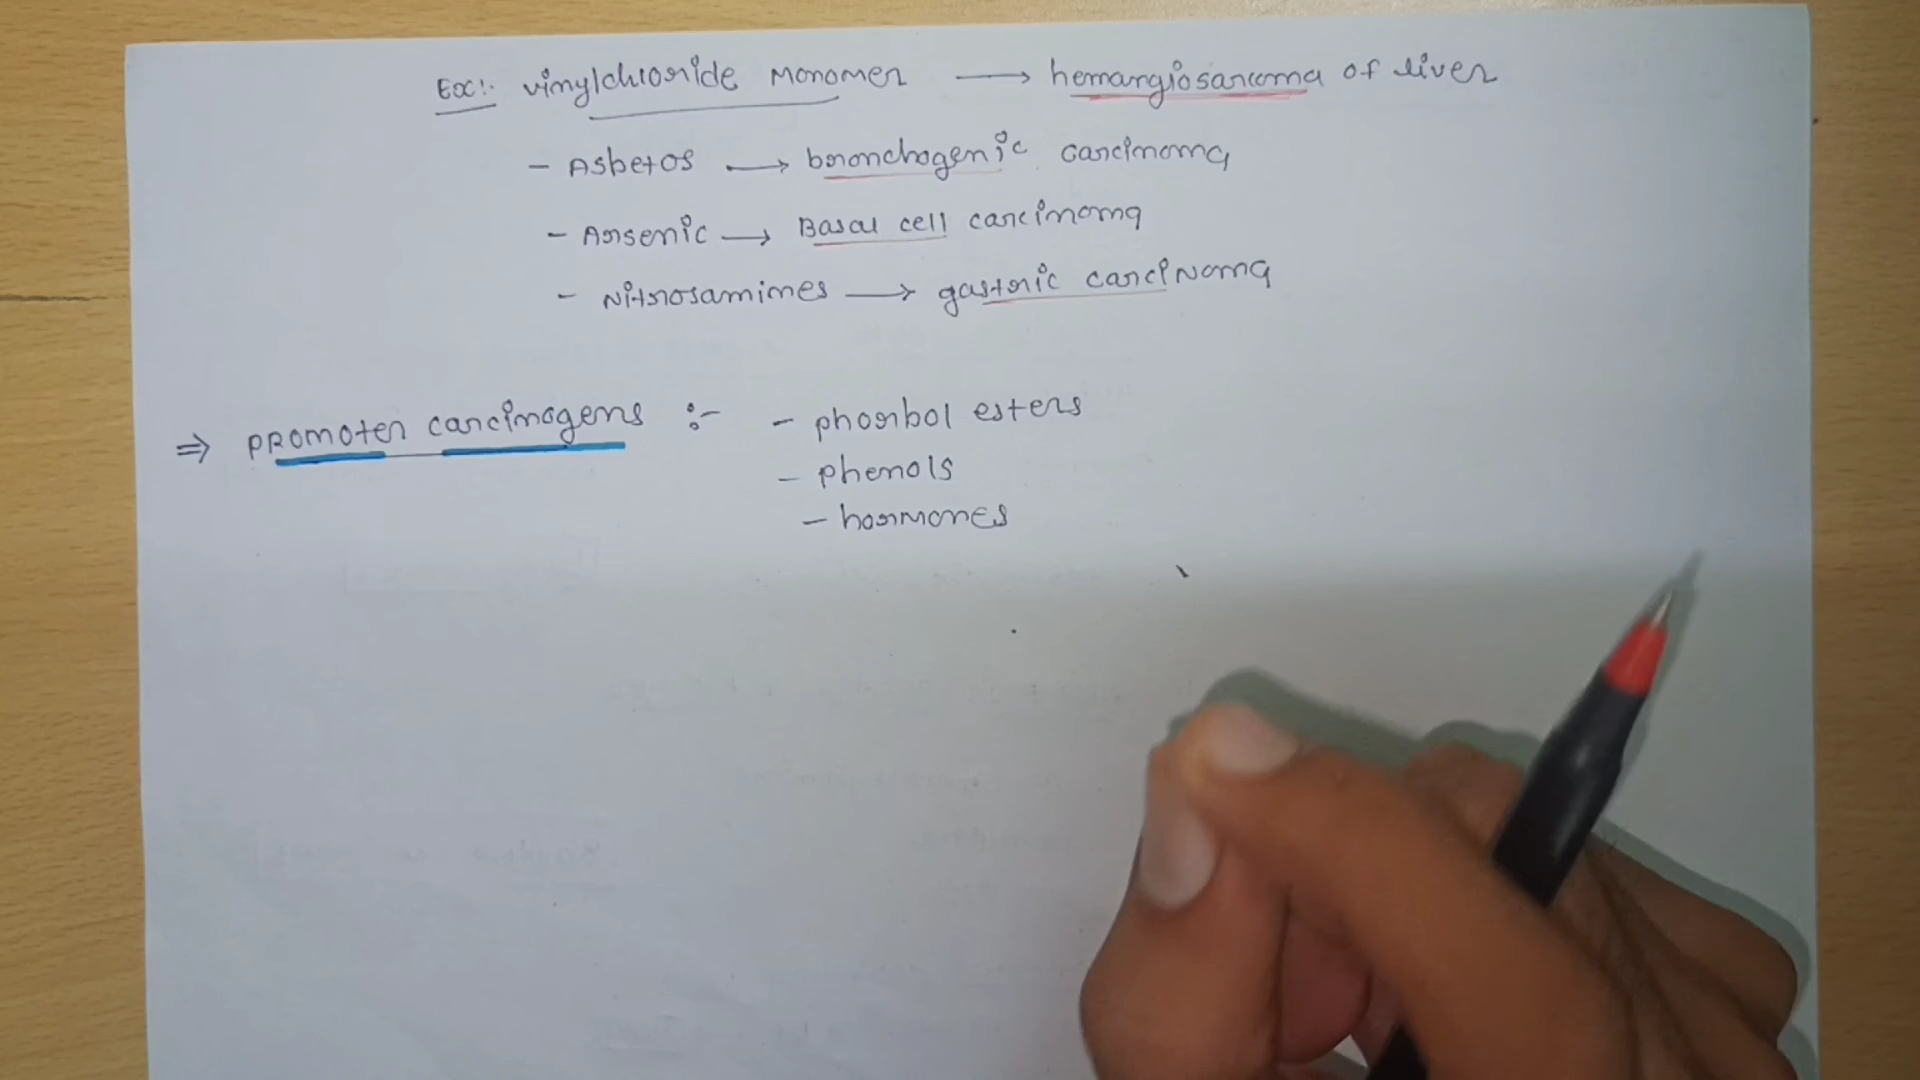 Ex:- vinylchloride Monomer → hemangiosarcoma of liver
- Asbetos → bronchogenic carcinoma
- Arsenic → Basal cell carcinoma
- Nitrosamines → gastric carcinoma
⇒ PRomoter carcinogens :- - phorbol esters
- phenols
- hormones